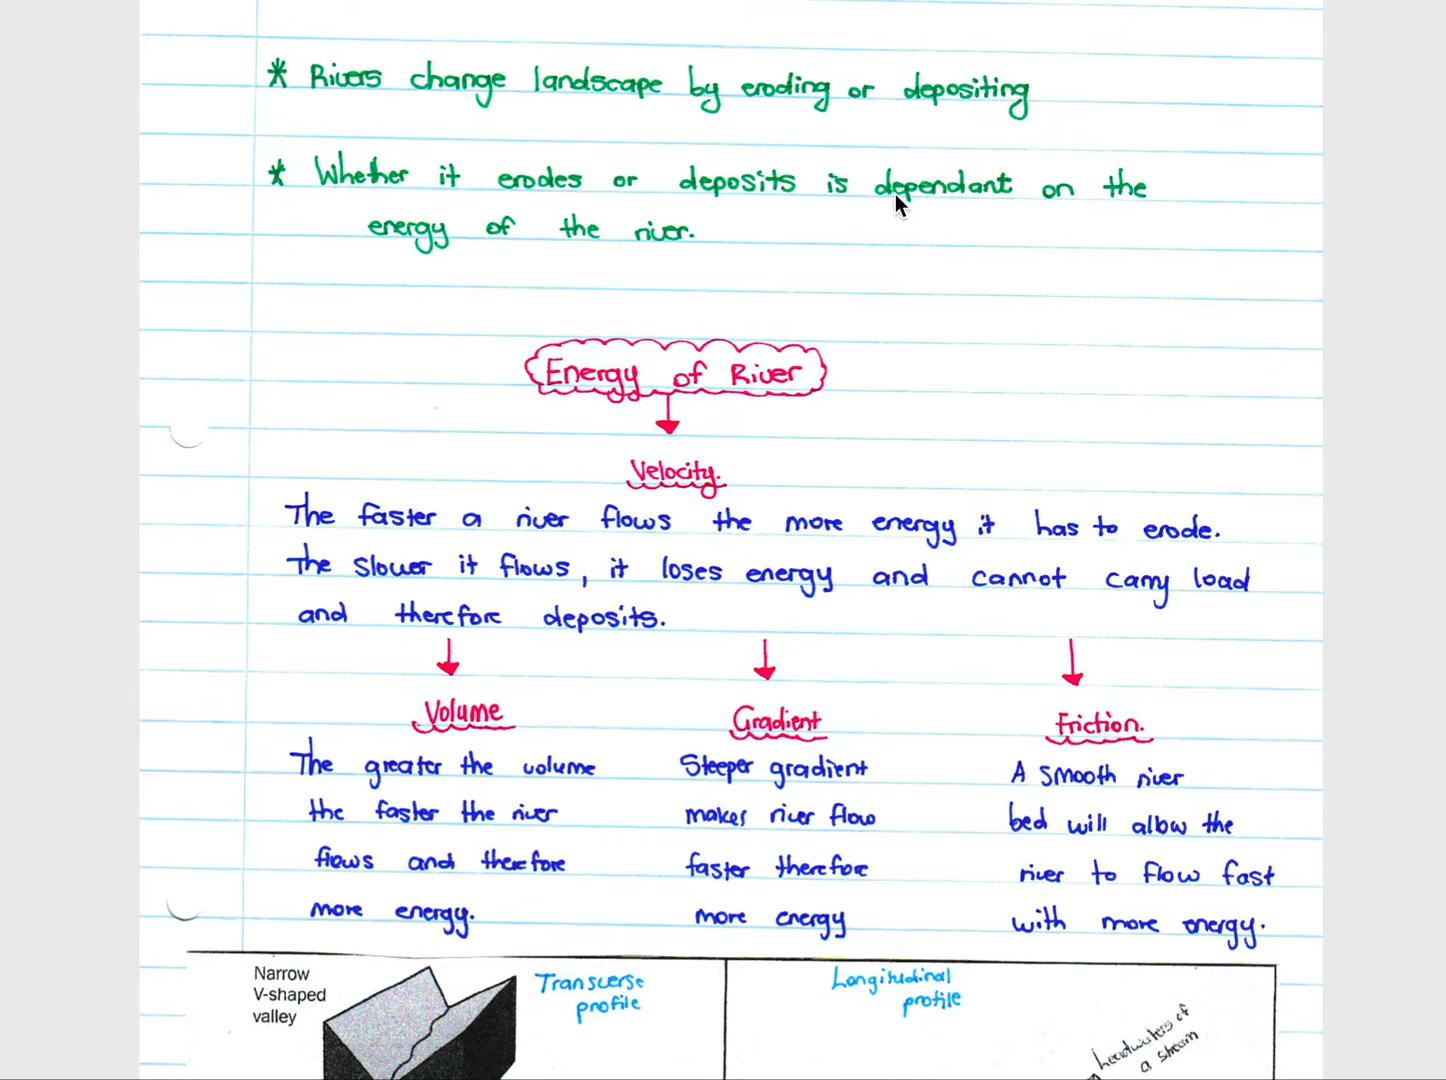 * Rivers change landscape by eroding or depositing
* Whether it erodes or deposits is dependant on the
energy of the river.
Energy of River
Velocity.
The faster a river flows the more energy it has to erode.
The slower it flows, it loses energy and cannot carry load
and therefore deposits.
Volume
The greater the volume
the faster the river
flows and therefore
more energy.
Gradient
Steeper gradient
makes river flow
faster therefore
more energy
Friction.
A smooth river
bed will allow the
river to flow fast
with more energy.
Narrow
V-shaped
valley
Transverse
profile
Longitudinal
profile
headwaters of
a stream